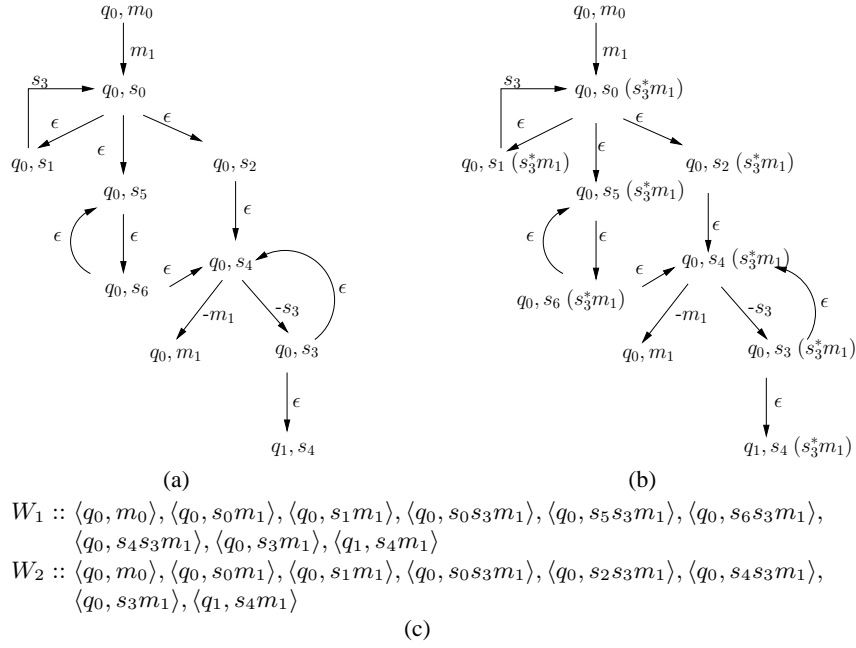 q₀, m₀ q₀, m₀
m₁ m₁
s₃ s₃
q₀, s₀ q₀, s₀ (s₃*m₁)
ϵ ϵ ϵ ϵ ϵ ϵ
q₀, s₁ q₀, s₂ q₀, s₁ (s₃*m₁) q₀, s₂ (s₃*m₁)
q₀, s₅ q₀, s₅ (s₃*m₁)
ϵ ϵ ϵ ϵ ϵ ϵ
q₀, s₄ q₀, s₄ (s₃*m₁)
ϵ ϵ
q₀, s₆ q₀, s₆ (s₃*m₁)
-m₁ -s₃ ϵ -m₁ -s₃ ϵ
q₀, m₁ q₀, s₃ q₀, m₁ q₀, s₃ (s₃*m₁)
ϵ ϵ
q₁, s₄ q₁, s₄ (s₃*m₁)
(a) (b)
W₁ :: ⟨q₀, m₀⟩, ⟨q₀, s₀m₁⟩, ⟨q₀, s₁m₁⟩, ⟨q₀, s₀s₃m₁⟩, ⟨q₀, s₅s₃m₁⟩, ⟨q₀, s₆s₃m₁⟩,
⟨q₀, s₄s₃m₁⟩, ⟨q₀, s₃m₁⟩, ⟨q₁, s₄m₁⟩
W₂ :: ⟨q₀, m₀⟩, ⟨q₀, s₀m₁⟩, ⟨q₀, s₁m₁⟩, ⟨q₀, s₀s₃m₁⟩, ⟨q₀, s₂s₃m₁⟩, ⟨q₀, s₄s₃m₁⟩,
⟨q₀, s₃m₁⟩, ⟨q₁, s₄m₁⟩
(c)